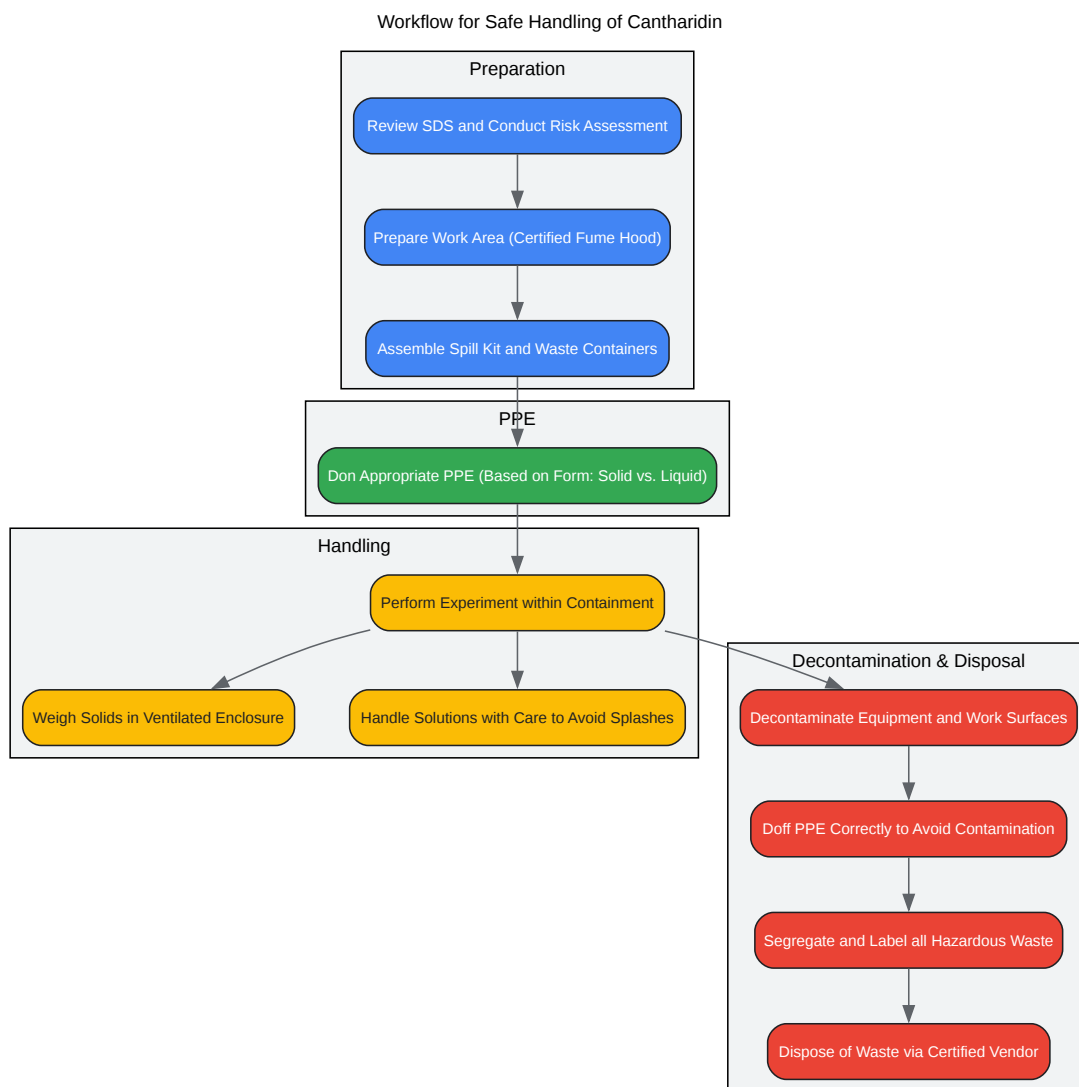 Workflow for Safe Handling of Cantharidin
Preparation
Review SDS and Conduct Risk Assessment
Prepare Work Area (Certified Fume Hood)
Assemble Spill Kit and Waste Containers
PPE
Don Appropriate PPE (Based on Form: Solid vs. Liquid)
Handling
Perform Experiment within Containment
Weigh Solids in Ventilated Enclosure
Handle Solutions with Care to Avoid Splashes
Decontamination & Disposal
Decontaminate Equipment and Work Surfaces
Doff PPE Correctly to Avoid Contamination
Segregate and Label all Hazardous Waste
Dispose of Waste via Certified Vendor